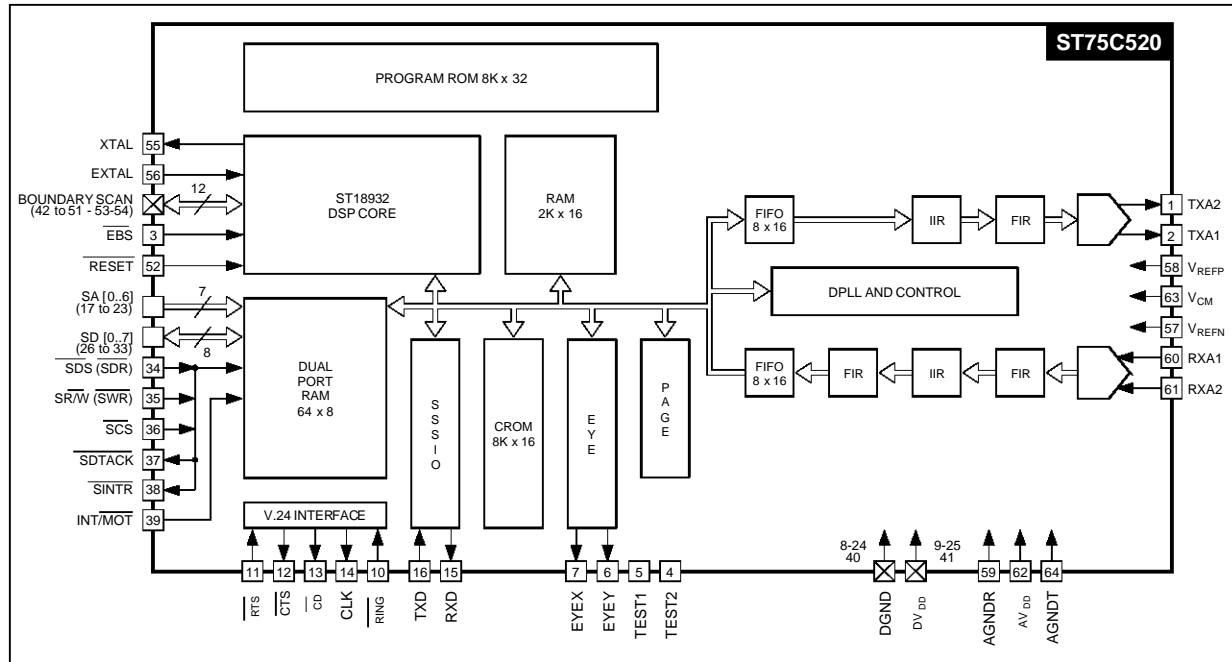 ST75C520
PROGRAM ROM 8K x 32
XTAL
55
EXTAL
56
BOUNDARY SCAN
(42 to 51 - 53-54)
12
EBS
3
RESET
52
SA [0..6]
(17 to 23)
7
SD [0..7]
(26 to 33)
8
SDS (SDR)
34
SR/W (SWR)
35
SCS
36
SDTACK
37
SINTR
38
INT/MOT
39
ST18932
DSP CORE
RAM
2K x 16
DUAL
PORT
RAM
64 x 8
SSSIO
CROM
8K x 16
EYE
PAGE
V.24 INTERFACE
FIFO
8 x 16
IIR
FIR
DPLL AND CONTROL
FIFO
8 x 16
FIR
IIR
FIR
1
TXA2
2
TXA1
58
VREFP
63
VCM
57
VREFN
60
RXA1
61
RXA2
11
12
13
14
10
16
15
7
6
5
4
8-24
40
9-25
41
59
62
64
RTS
CTS
CD
CLK
RING
TXD
RXD
EYEX
EYEY
TEST1
TEST2
DGND
DVDD
AGNDR
AVDD
AGNDT